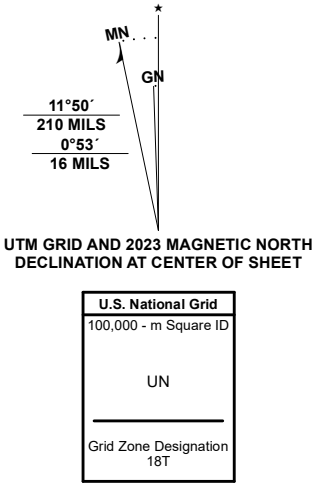 ★
MN
GN
11°50´
210 MILS
0°53´
16 MILS
UTM GRID AND 2023 MAGNETIC NORTH
DECLINATION AT CENTER OF SHEET
U.S. National Grid
100,000 - m Square ID
UN
Grid Zone Designation
18T